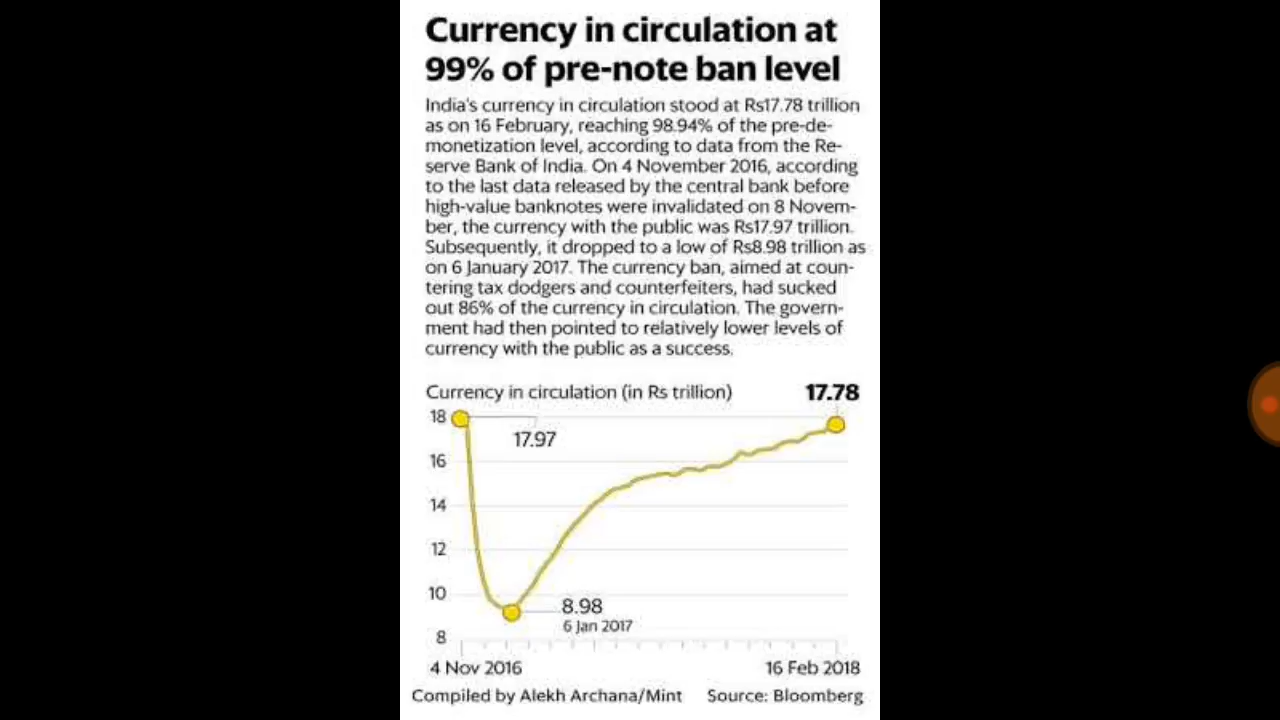 Currency in circulation at
99% of pre-note ban level
India's currency in circulation stood at Rs17.78 trillion
as on 16 February, reaching 98.94% of the pre-de-
monetization level, according to data from the Re-
serve Bank of India. On 4 November 2016, according
to the last data released by the central bank before
high-value banknotes were invalidated on 8 Novem-
ber, the currency with the public was Rs17.97 trillion.
Subsequently, it dropped to a low of Rs8.98 trillion as
on 6 January 2017. The currency ban, aimed at coun-
tering tax dodgers and counterfeiters, had sucked
out 86% of the currency in circulation. The govern-
ment had then pointed to relatively lower levels of
currency with the public as a success.
Currency in circulation (in Rs trillion) 17.78
18
17.97
16
14
12
10
8.98
6 Jan 2017
8
4 Nov 2016 16 Feb 2018
Compiled by Alekh Archana/Mint Source: Bloomberg